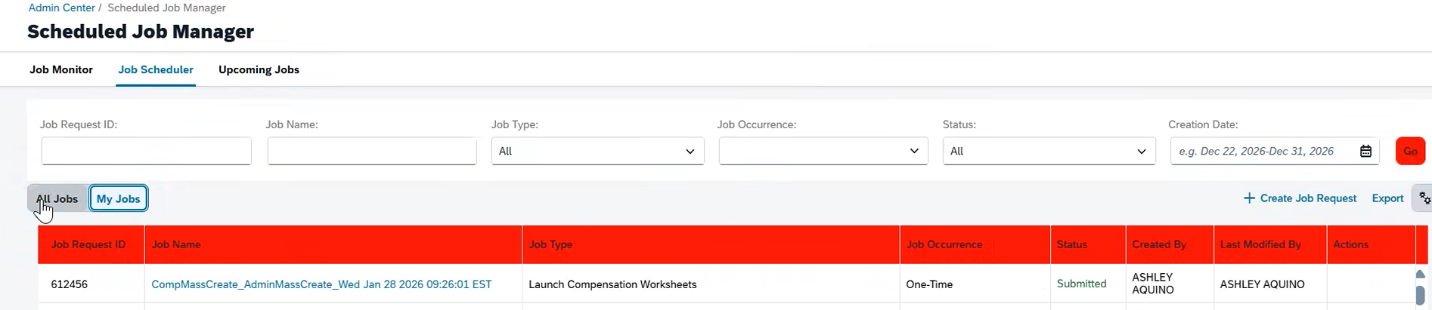 Admin Center / Scheduled Job Manager
Scheduled Job Manager
Job Monitor Job Scheduler Upcoming Jobs
Job Request ID: Job Name: Job Type: Job Occurrence: Status: Creation Date:
All All e.g. Dec 22, 2026-Dec 31, 2026 Go
All Jobs My Jobs + Create Job Request Export
Job Request ID Job Name Job Type Job Occurrence Status Created By Last Modified By Actions
612456 CompMassCreate_AdminMassCreate_Wed Jan 28 2026 09:26:01 EST Launch Compensation Worksheets One-Time Submitted ASHLEY AQUINO ASHLEY AQUINO